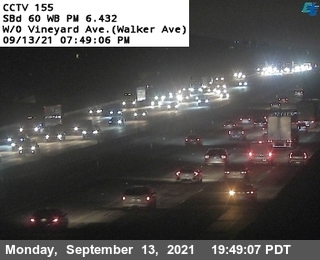 CCTV 155
SBd 60 WB PM 6.432
W/O Vineyard Ave.(Walker Ave)
09/13/21 07:49:06 PM
Monday, September 13, 2021 19:49:07 PDT